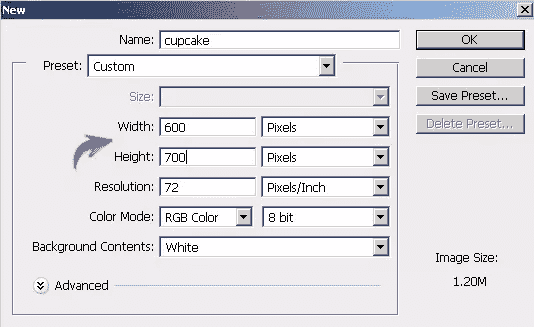 New
Name: cupcake
OK
Preset: Custom
Cancel
Size:
Save Preset...
Width: 600 Pixels
Delete Preset...
Height: 700 Pixels
Resolution: 72 Pixels/Inch
Color Mode: RGB Color 8 bit
Background Contents: White
Image Size:
1.20M
Advanced